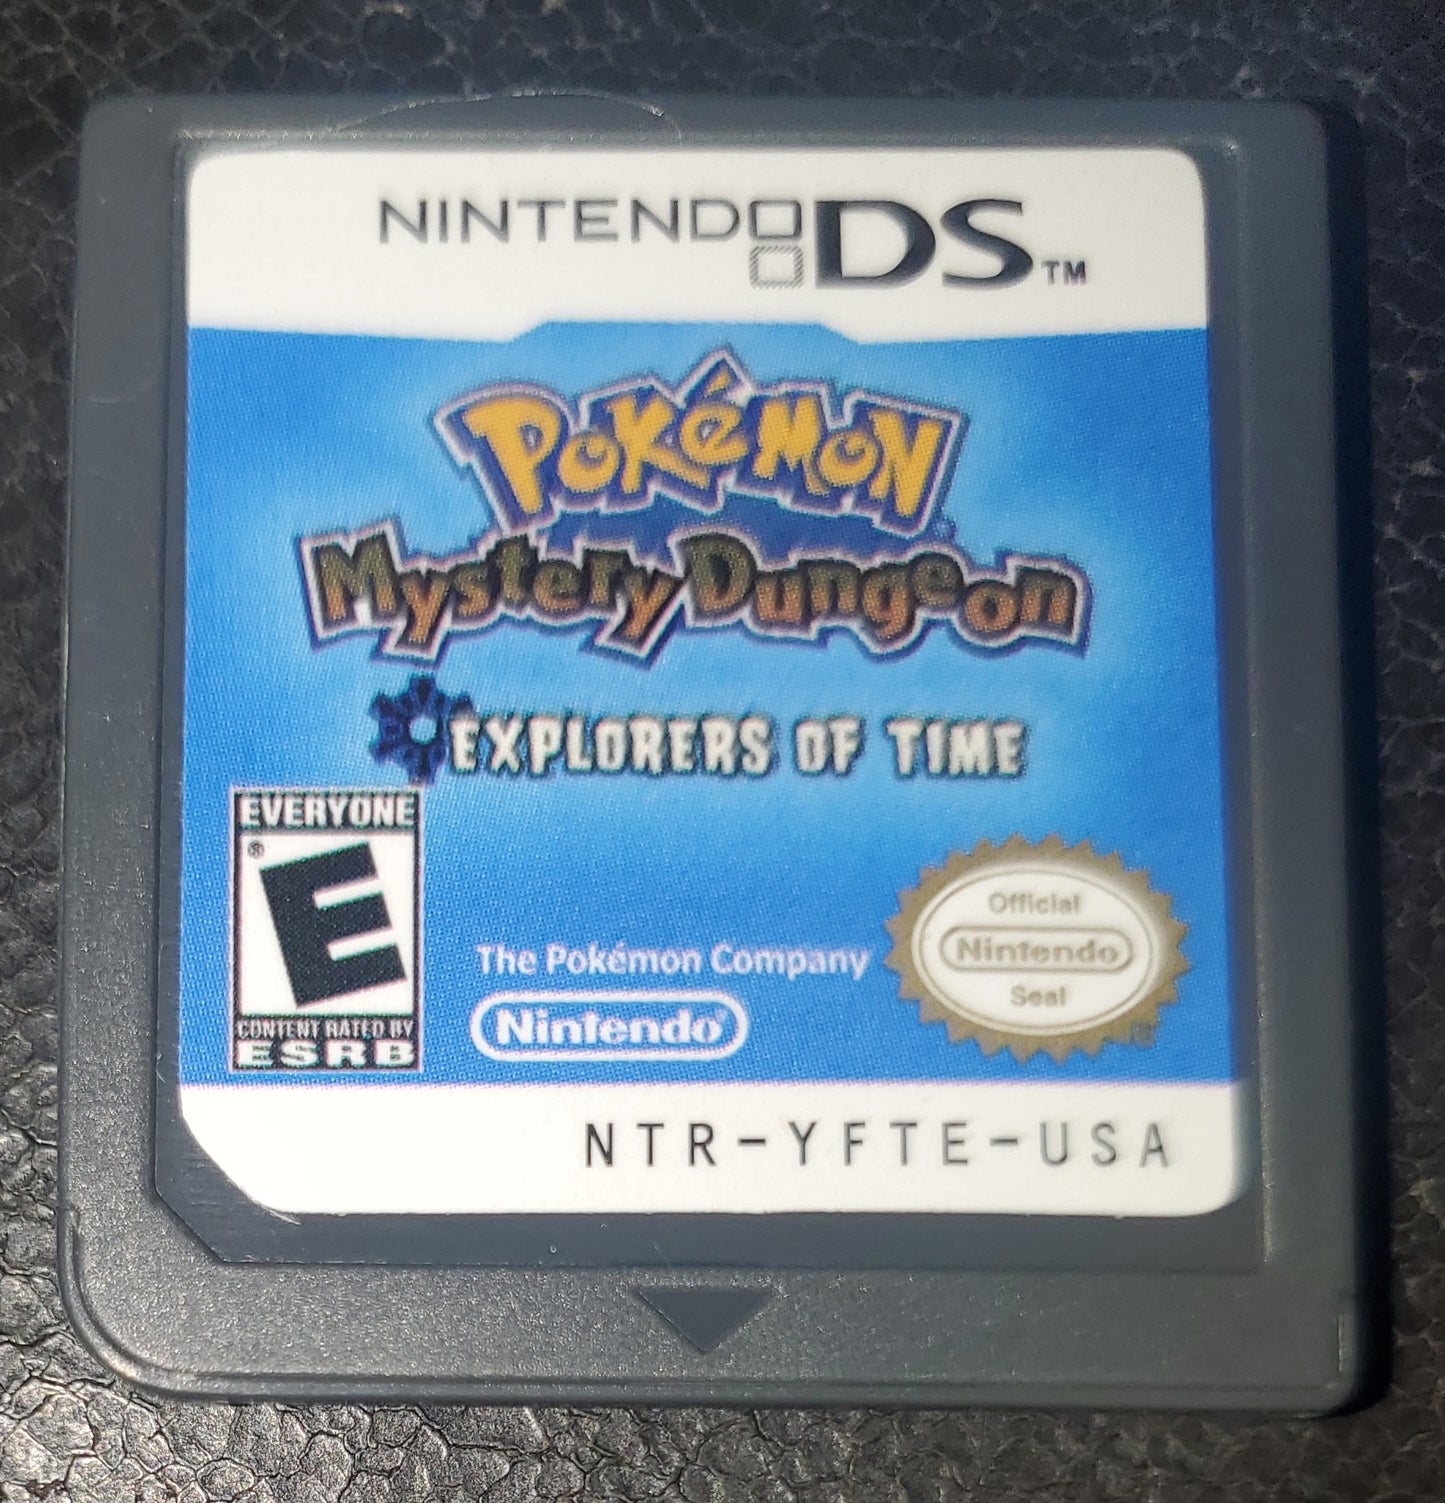 NINTENDO DS™
POKéMON
Mystery Dungeon
EXPLORERS OF TIME
EVERYONE
®
E
CONTENT RATED BY
ESRB
The Pokémon Company
Nintendo®
Official
Nintendo
Seal
NTR-YFTE-USA